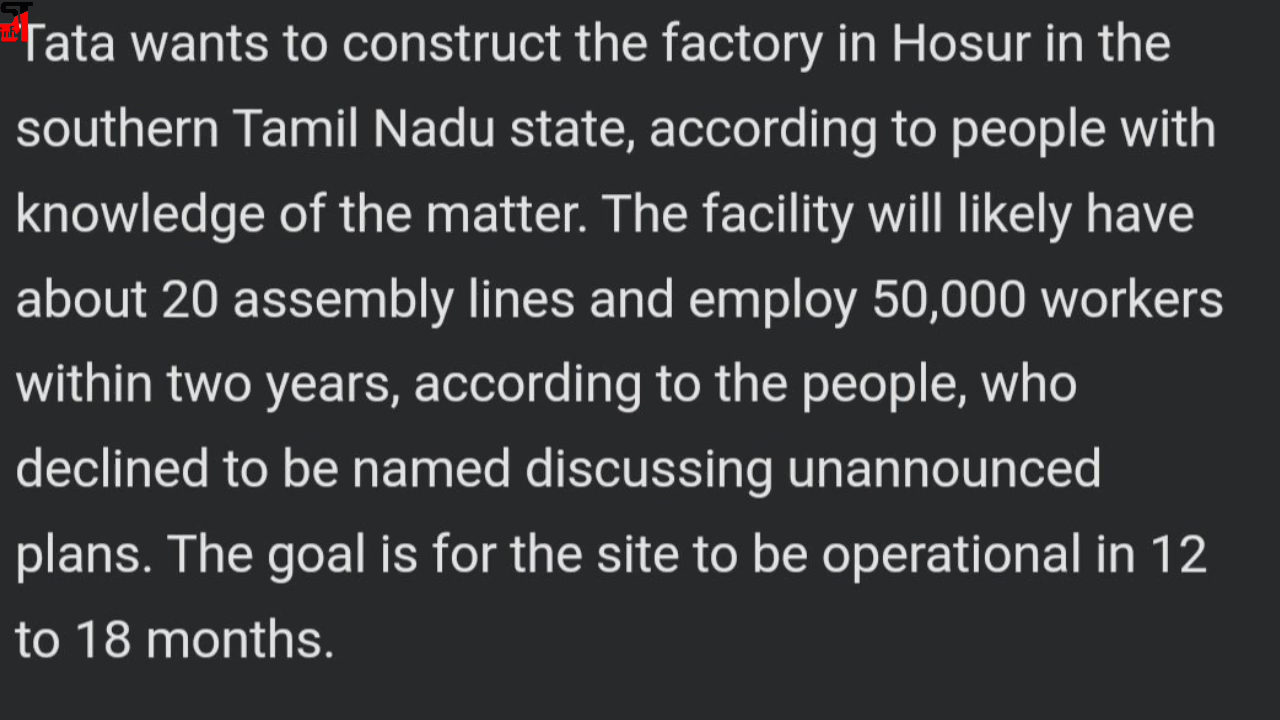 Tata wants to construct the factory in Hosur in the
southern Tamil Nadu state, according to people with
knowledge of the matter. The facility will likely have
about 20 assembly lines and employ 50,000 workers
within two years, according to the people, who
declined to be named discussing unannounced
plans. The goal is for the site to be operational in 12
to 18 months.